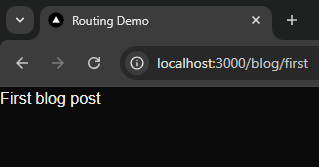 Routing Demo
localhost:3000/blog/first
First blog post